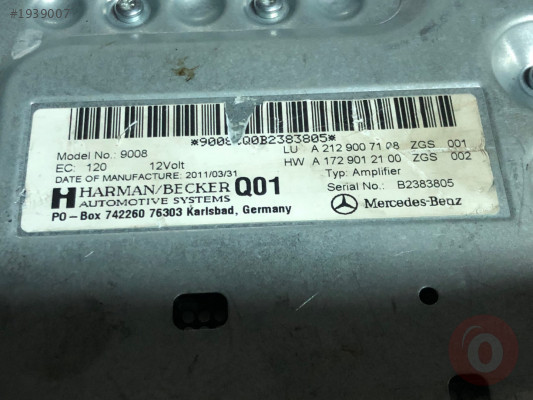 #1939007
*9008 Q0B2383805*
Model No.: 9008
EC: 120 12Volt
DATE OF MANUFACTURE: 2011/03/31
LU A 212 900 71 08 ZGS 001
HW A 172 901 21 00 ZGS 002
Typ: Amplifier
Serial No.: B2383805
HARMAN/BECKER Q01
AUTOMOTIVE SYSTEMS
PO - Box 742260 76303 Karlsbad, Germany
Mercedes-Benz